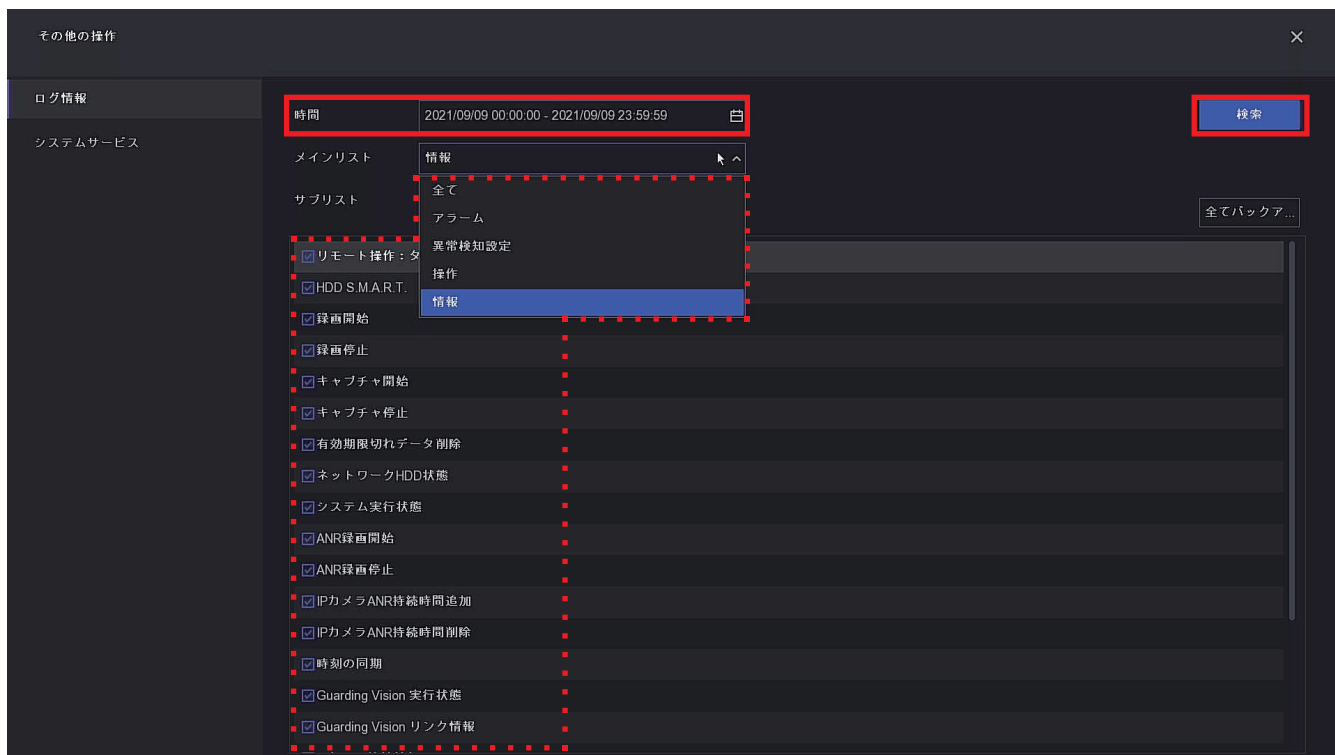 その他の操作
ログ情報
システムサービス
時間 2021/09/09 00:00:00 - 2021/09/09 23:59:59 検索
メインリスト 情報
全て
サブリスト
アラーム 全てバックア...
異常検知設定
操作
情報
リモート操作：
HDD S.M.A.R.T.
録画開始
録画停止
キャプチャ開始
キャプチャ停止
有効期限切れデータ削除
ネットワークHDD状態
システム実行状態
ANR録画開始
ANR録画停止
IPカメラANR持続時間追加
IPカメラANR持続時間削除
時刻の同期
Guarding Vision 実行状態
Guarding Vision リンク情報